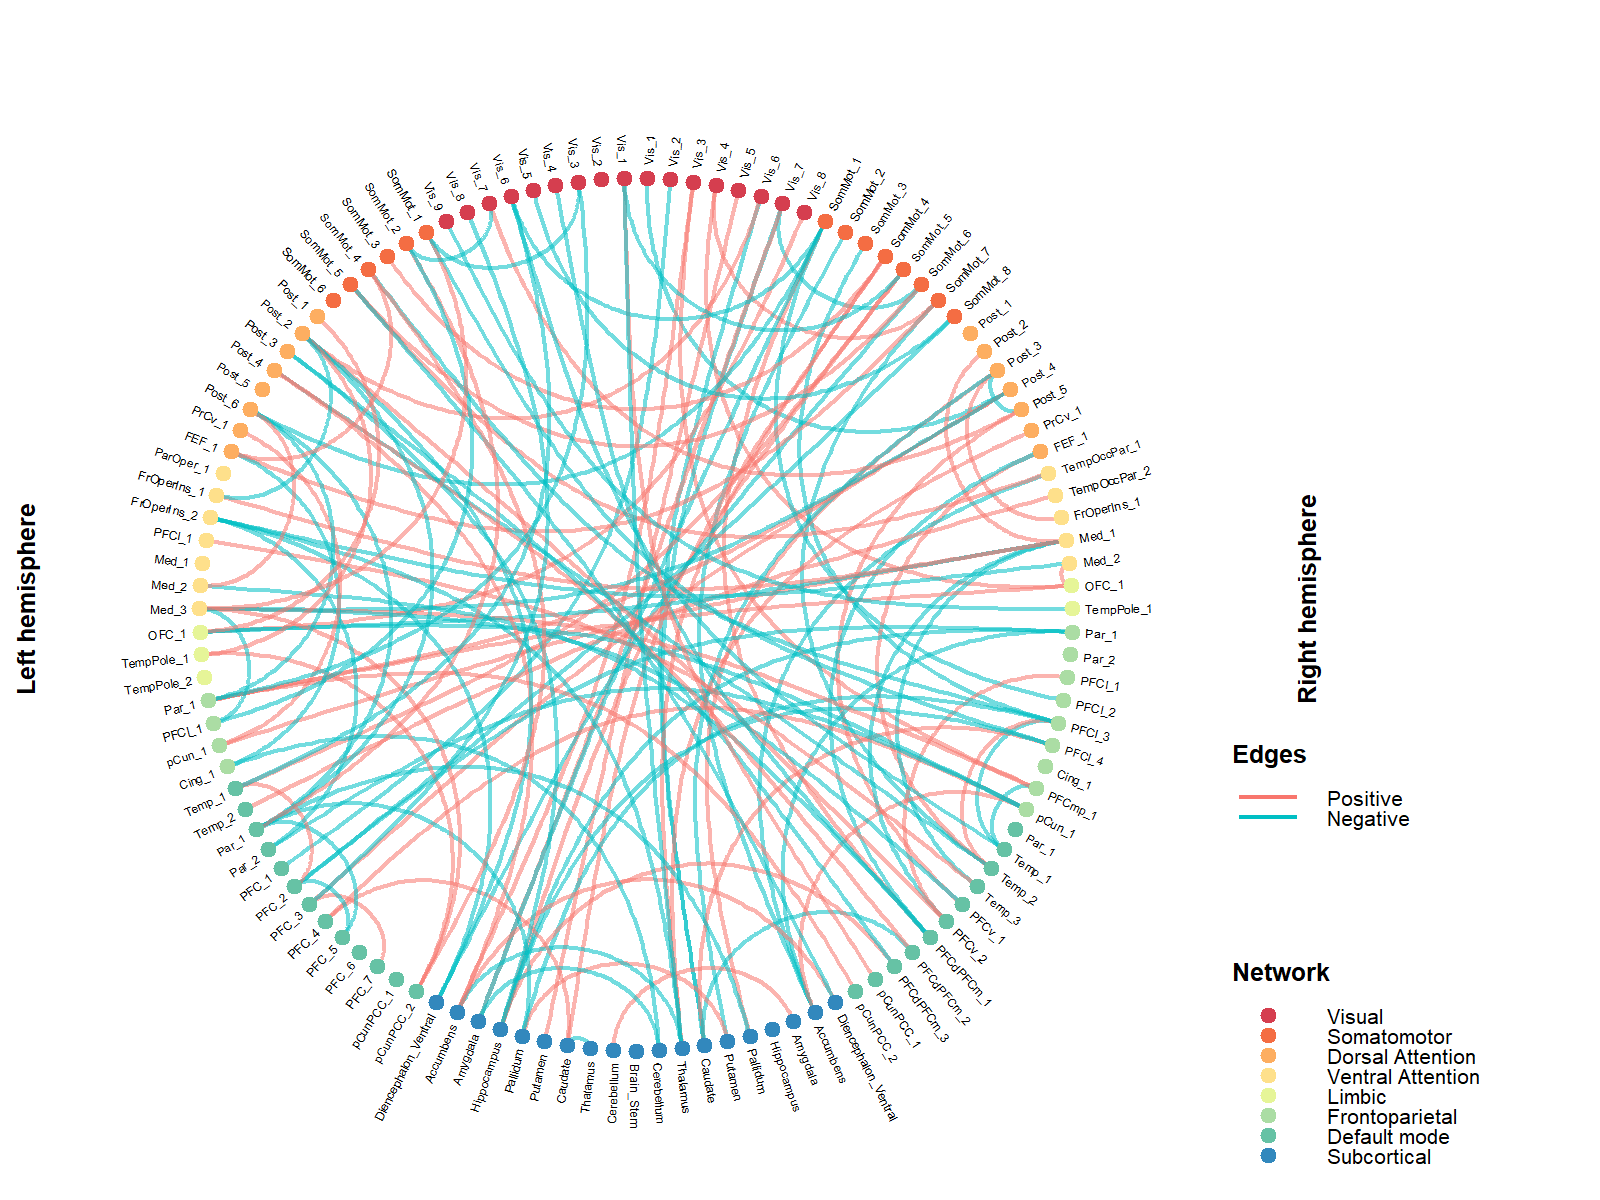 Left hemisphere
Right hemisphere
Vis_1
Vis_2
Vis_3
Vis_4
Vis_5
Vis_6
Vis_7
Vis_8
Vis_9
SomMot_1
SomMot_2
SomMot_3
SomMot_4
SomMot_5
SomMot_6
Post_1
Post_2
Post_3
Post_4
Post_5
Post_6
PrCv_1
FEF_1
ParOper_1
FrOperIns_1
FrOperIns_2
PFCl_1
Med_1
Med_2
Med_3
OFC_1
TempPole_1
TempPole_2
Par_1
PFCl_1
pCun_1
Cing_1
Temp_1
Temp_2
Par_1
Par_2
PFC_1
PFC_2
PFC_3
PFC_4
PFC_5
PFC_6
PFC_7
pCunPCC_1
pCunPCC_2
Diencephalon_Ventral
Accumbens
Amygdala
Hippocampus
Pallidum
Putamen
Caudate
Thalamus
Cerebellum
Brain_Stem
Vis_1
Vis_2
Vis_3
Vis_4
Vis_5
Vis_6
Vis_7
Vis_8
SomMot_1
SomMot_2
SomMot_3
SomMot_4
SomMot_5
SomMot_6
SomMot_7
SomMot_8
Post_1
Post_2
Post_3
Post_4
Post_5
PrCv_1
FEF_1
TempOccPar_1
TempOccPar_2
FrOperIns_1
Med_1
Med_2
OFC_1
TempPole_1
Par_1
Par_2
PFCl_1
PFCl_2
PFCl_3
PFCl_4
Cing_1
PFCmp_1
pCun_1
Par_1
Temp_1
Temp_2
Temp_3
PFCv_1
PFCv_2
PFCdPFCm_1
PFCdPFCm_2
PFCdPFCm_3
pCunPCC_1
pCunPCC_2
Diencephalon_Ventral
Accumbens
Amygdala
Hippocampus
Pallidum
Putamen
Caudate
Thalamus
Cerebellum
Edges
Positive
Negative
Network
Visual
Somatomotor
Dorsal Attention
Ventral Attention
Limbic
Frontoparietal
Default mode
Subcortical